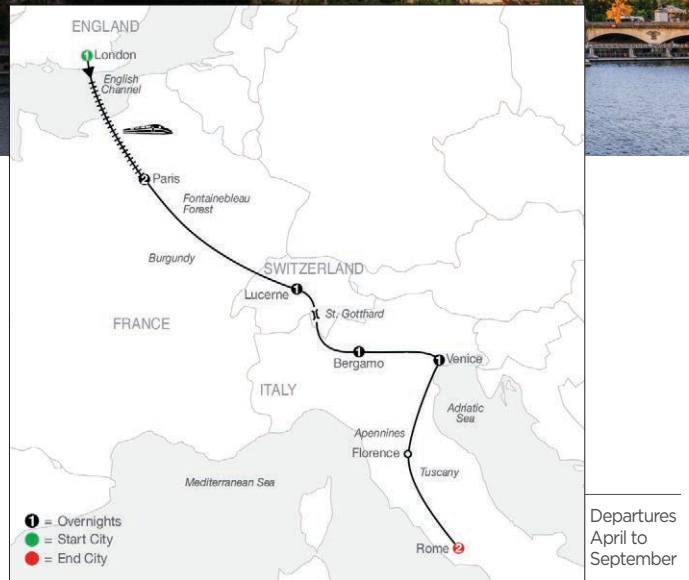 ENGLAND
1 London
English
Channel
2 Paris
Fontainebleau
Forest
Burgundy
SWITZERLAND
Lucerne 1
St. Gotthard
FRANCE
1
Bergamo
1 Venice
ITALY
Adriatic
Sea
Apennines
Florence
Tuscany
Mediterranean Sea
1 = Overnights
= Start City
= End City
Rome 2
Departures
April to
September